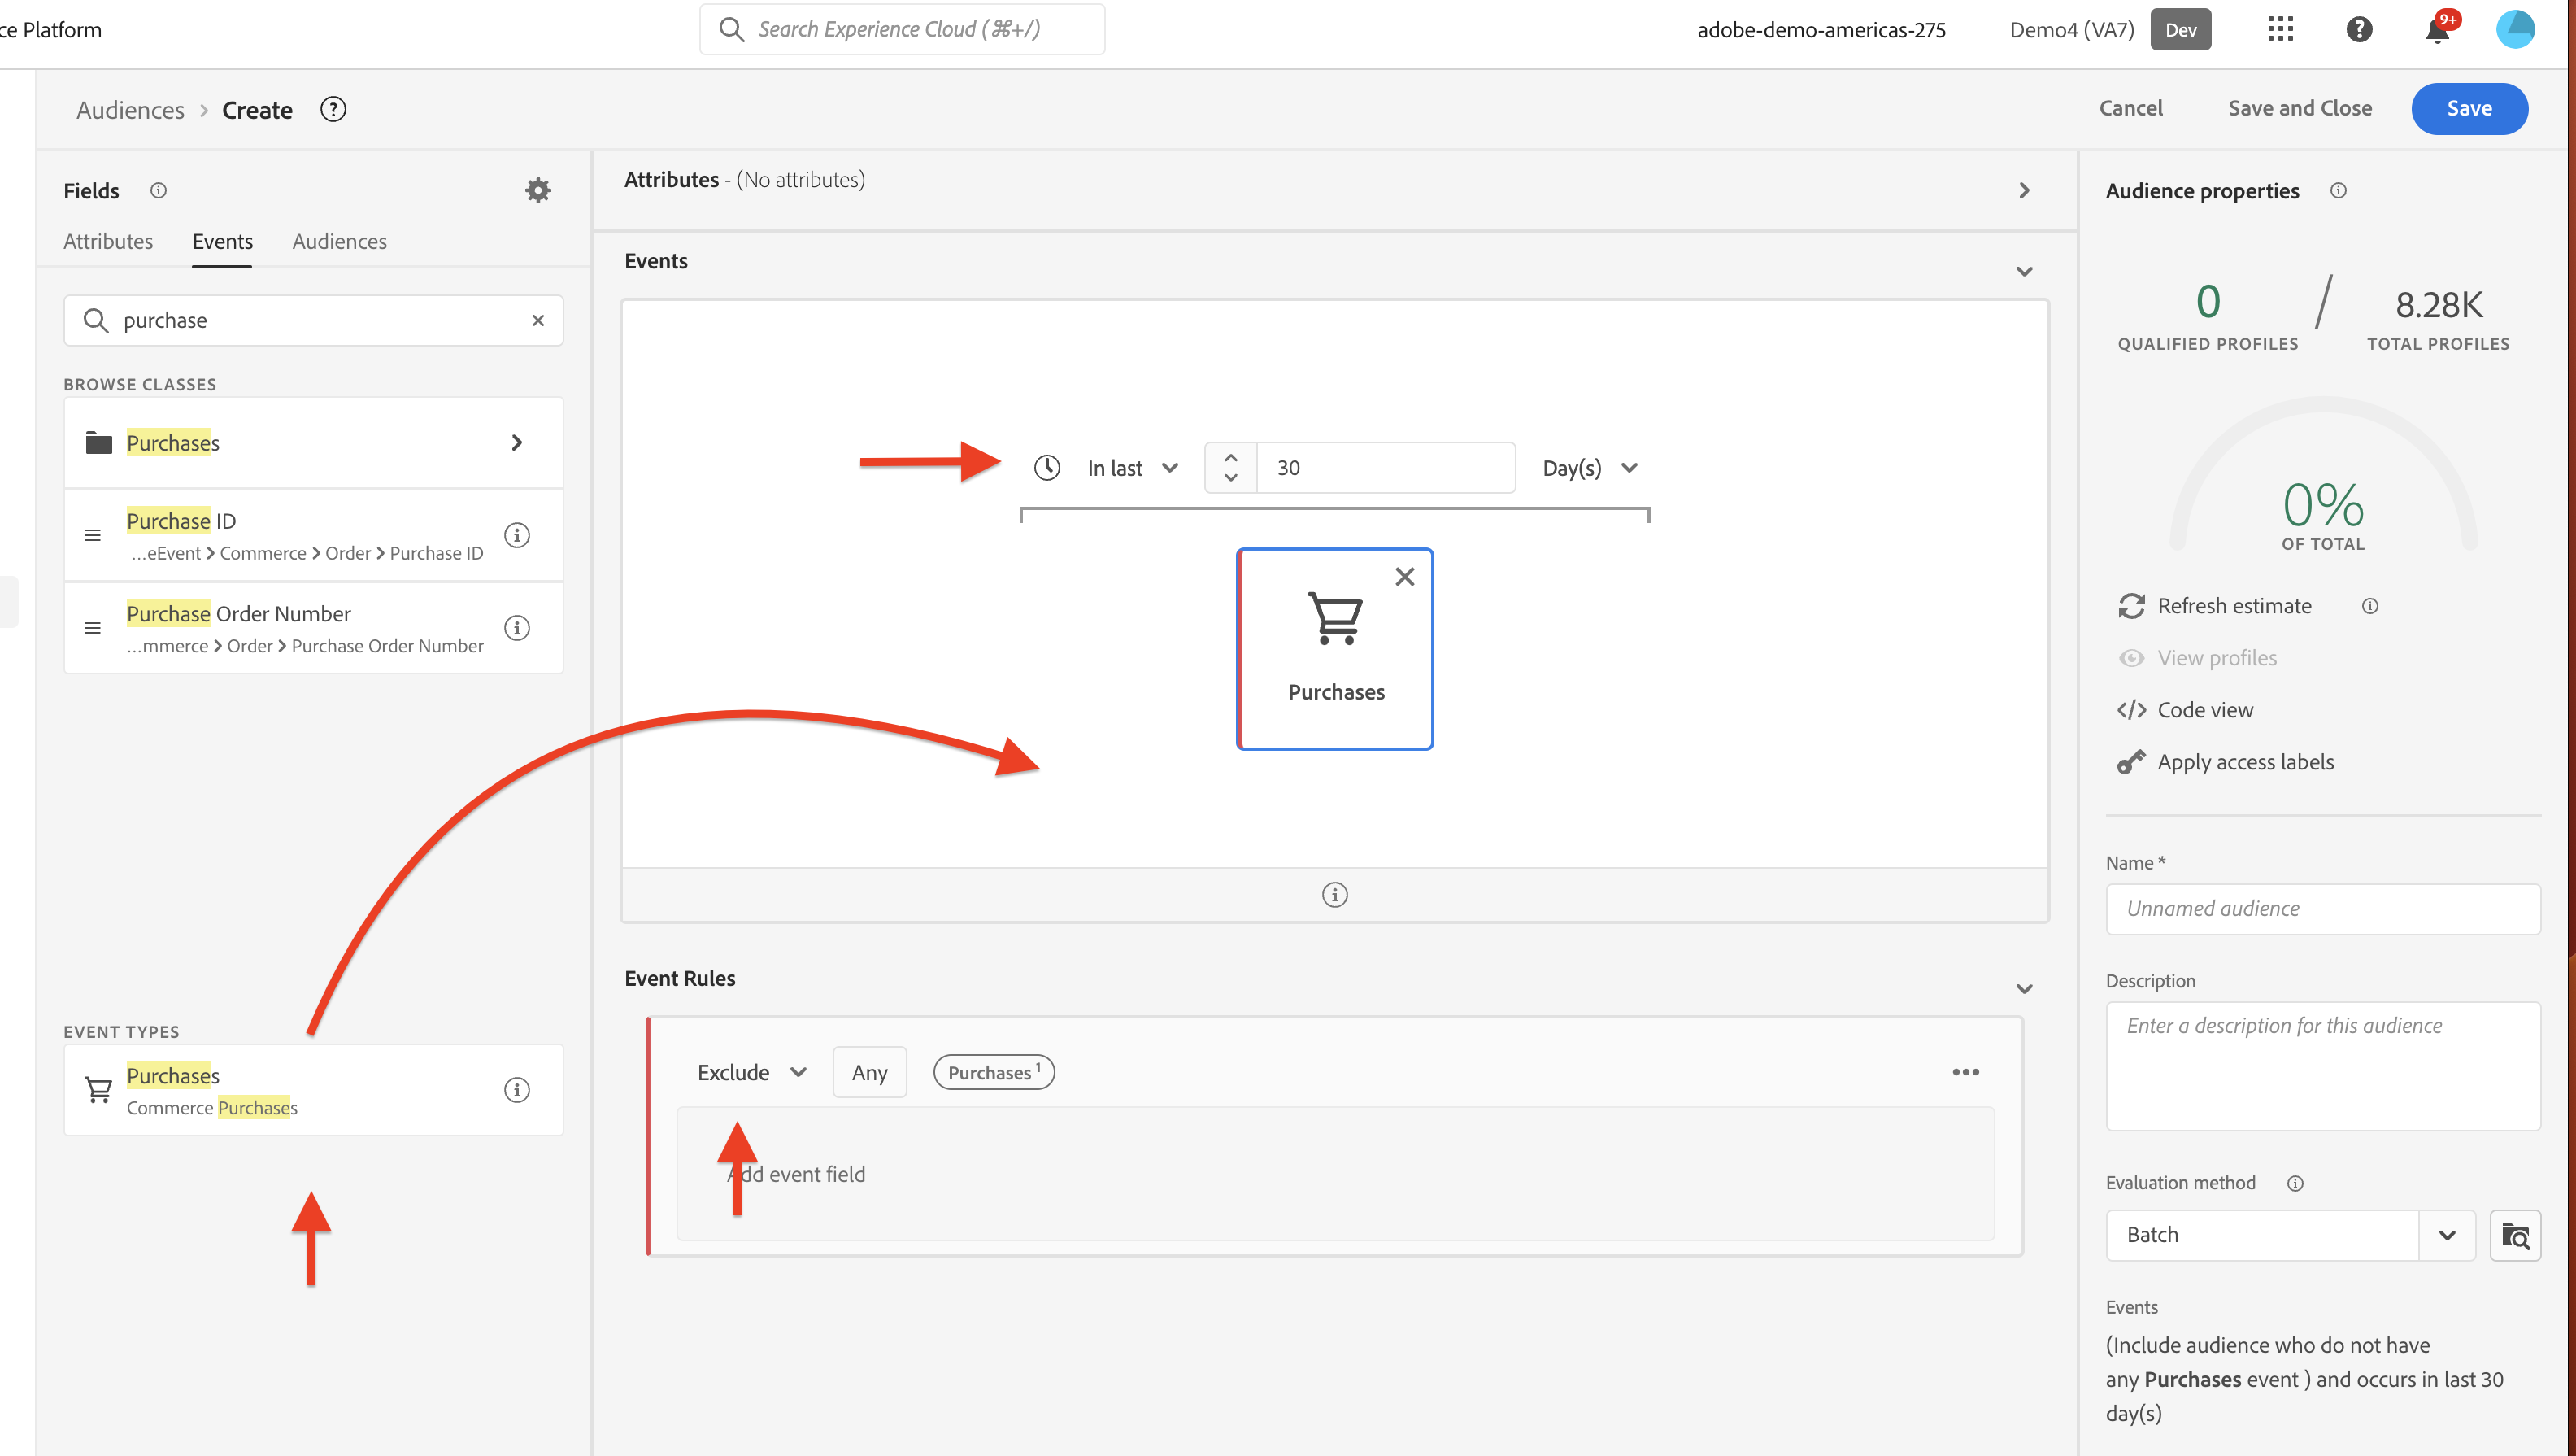 ce Platform
Search Experience Cloud (⌘+/)
adobe-demo-americas-275
Demo4 (VA7)
Dev
9+
Audiences > Create
Cancel
Save and Close
Save
Fields
Attributes
Events
Audiences
purchase
BROWSE CLASSES
Purchases
Purchase ID
...eEvent > Commerce > Order > Purchase ID
Purchase Order Number
...mmerce > Order > Purchase Order Number
EVENT TYPES
Purchases
Commerce Purchases
Attributes - (No attributes)
Events
In last
30
Day(s)
Purchases
Event Rules
Exclude
Any
Purchases 1
Add event field
Audience properties
0 / 8.28K
QUALIFIED PROFILES
TOTAL PROFILES
0%
OF TOTAL
Refresh estimate
View profiles
</> Code view
Apply access labels
Name *
Unnamed audience
Description
Enter a description for this audience
Evaluation method
Batch
Events
(Include audience who do not have
any Purchases event ) and occurs in last 30
day(s)